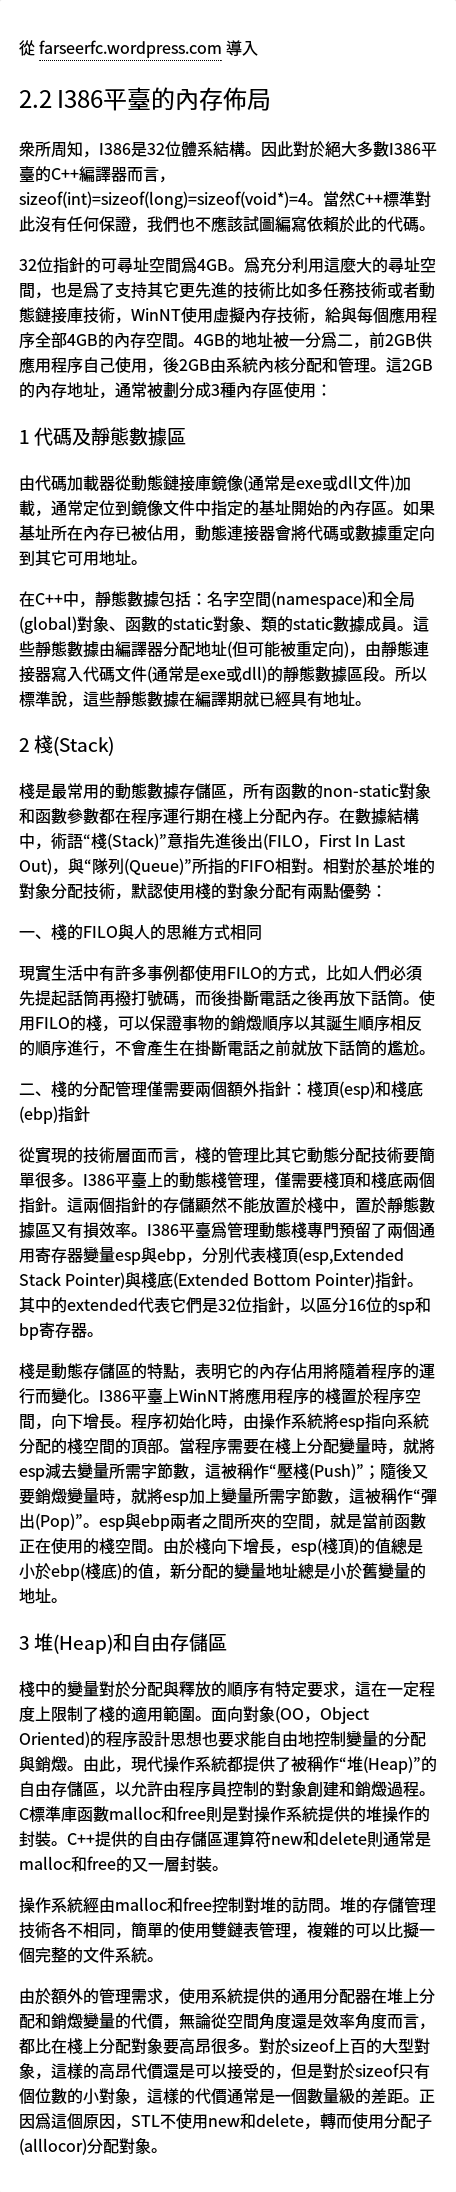 從 farseerfc.wordpress.com 導入
2.2 I386平臺的內存佈局
衆所周知，I386是32位體系結構。因此對於絕大多數I386平
臺的C++編譯器而言，
sizeof(int)=sizeof(long)=sizeof(void*)=4。當然C++標準對
此沒有任何保證，我們也不應該試圖編寫依賴於此的代碼。
32位指針的可尋址空間爲4GB。爲充分利用這麼大的尋址空
間，也是爲了支持其它更先進的技術比如多任務技術或者動
態鏈接庫技術，WinNT使用虛擬內存技術，給與每個應用程
序全部4GB的內存空間。4GB的地址被一分爲二，前2GB供
應用程序自己使用，後2GB由系統內核分配和管理。這2GB
的內存地址，通常被劃分成3種內存區使用：
1 代碼及靜態數據區
由代碼加載器從動態鏈接庫鏡像(通常是exe或dll文件)加
載，通常定位到鏡像文件中指定的基址開始的內存區。如果
基址所在內存已被佔用，動態連接器會將代碼或數據重定向
到其它可用地址。
在C++中，靜態數據包括：名字空間(namespace)和全局
(global)對象、函數的static對象、類的static數據成員。這
些靜態數據由編譯器分配地址(但可能被重定向)，由靜態連
接器寫入代碼文件(通常是exe或dll)的靜態數據區段。所以
標準說，這些靜態數據在編譯期就已經具有地址。
2 棧(Stack)
棧是最常用的動態數據存儲區，所有函數的non-static對象
和函數參數都在程序運行期在棧上分配內存。在數據結構
中，術語“棧(Stack)”意指先進後出(FILO，First In Last
Out)，與“隊列(Queue)”所指的FIFO相對。相對於基於堆的
對象分配技術，默認使用棧的對象分配有兩點優勢：
一、棧的FILO與人的思維方式相同
現實生活中有許多事例都使用FILO的方式，比如人們必須
先提起話筒再撥打號碼，而後掛斷電話之後再放下話筒。使
用FILO的棧，可以保證事物的銷燬順序以其誕生順序相反
的順序進行，不會產生在掛斷電話之前就放下話筒的尷尬。
二、棧的分配管理僅需要兩個額外指針：棧頂(esp)和棧底
(ebp)指針
從實現的技術層面而言，棧的管理比其它動態分配技術要簡
單很多。I386平臺上的動態棧管理，僅需要棧頂和棧底兩個
指針。這兩個指針的存儲顯然不能放置於棧中，置於靜態數
據區又有損效率。I386平臺爲管理動態棧專門預留了兩個通
用寄存器變量esp與ebp，分別代表棧頂(esp,Extended
Stack Pointer)與棧底(Extended Bottom Pointer)指針。
其中的extended代表它們是32位指針，以區分16位的sp和
bp寄存器。
棧是動態存儲區的特點，表明它的內存佔用將隨着程序的運
行而變化。I386平臺上WinNT將應用程序的棧置於程序空
間，向下增長。程序初始化時，由操作系統將esp指向系統
分配的棧空間的頂部。當程序需要在棧上分配變量時，就將
esp減去變量所需字節數，這被稱作“壓棧(Push)”；隨後又
要銷燬變量時，就將esp加上變量所需字節數，這被稱作“彈
出(Pop)”。esp與ebp兩者之間所夾的空間，就是當前函數
正在使用的棧空間。由於棧向下增長，esp(棧頂)的值總是
小於ebp(棧底)的值，新分配的變量地址總是小於舊變量的
地址。
3 堆(Heap)和自由存儲區
棧中的變量對於分配與釋放的順序有特定要求，這在一定程
度上限制了棧的適用範圍。面向對象(OO，Object
Oriented)的程序設計思想也要求能自由地控制變量的分配
與銷燬。由此，現代操作系統都提供了被稱作“堆(Heap)”的
自由存儲區，以允許由程序員控制的對象創建和銷燬過程。
C標準庫函數malloc和free則是對操作系統提供的堆操作的
封裝。C++提供的自由存儲區運算符new和delete則通常是
malloc和free的又一層封裝。
操作系統經由malloc和free控制對堆的訪問。堆的存儲管理
技術各不相同，簡單的使用雙鏈表管理，複雜的可以比擬一
個完整的文件系統。
由於額外的管理需求，使用系統提供的通用分配器在堆上分
配和銷燬變量的代價，無論從空間角度還是效率角度而言，
都比在棧上分配對象要高昂很多。對於sizeof上百的大型對
象，這樣的高昂代價還是可以接受的，但是對於sizeof只有
個位數的小對象，這樣的代價通常是一個數量級的差距。正
因爲這個原因，STL不使用new和delete，轉而使用分配子
(alllocor)分配對象。